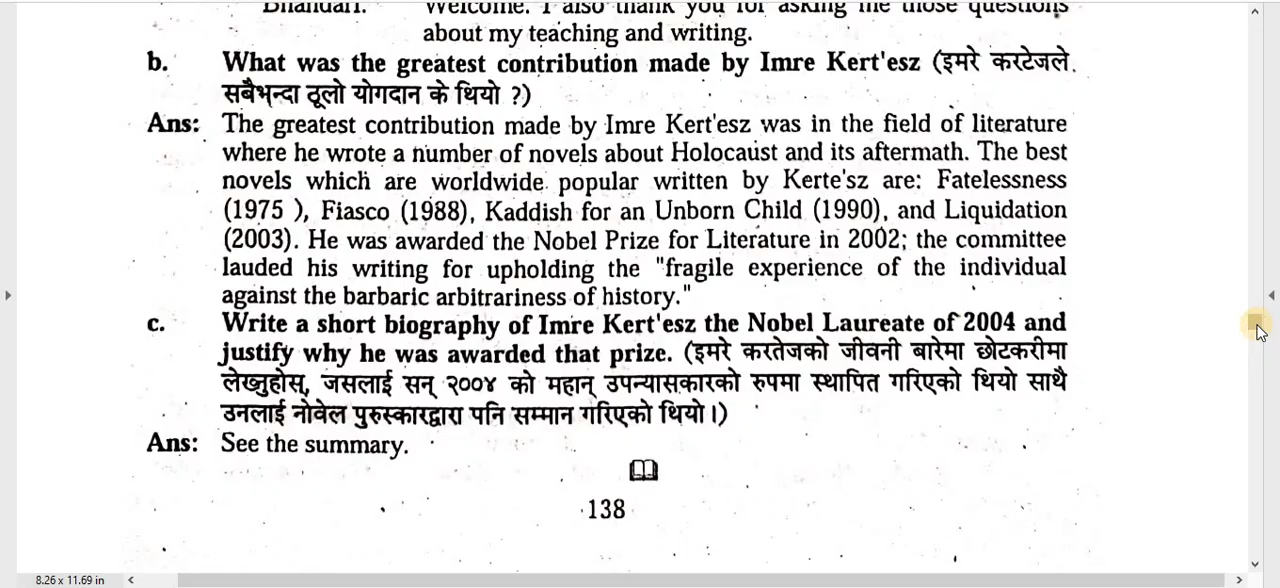 Bhandari. Welcome. I also thank you for asking me those questions
about my teaching and writing.
b. What was the greatest contribution made by Imre Kert'esz (इमरे करटेजले
सबैभन्दा ठूलो योगदान के थियो ?)
Ans: The greatest contribution made by Imre Kert'esz was in the field of literature
where he wrote a number of novels about Holocaust and its aftermath. The best
novels which are worldwide popular written by Kerte'sz are: Fatelessness
(1975 ), Fiasco (1988), Kaddish for an Unborn Child (1990), and Liquidation
(2003). He was awarded the Nobel Prize for Literature in 2002; the committee
lauded his writing for upholding the "fragile experience of the individual
against the barbaric arbitrariness of history."
c. Write a short biography of Imre Kert'esz the Nobel Laureate of 2004 and
justify why he was awarded that prize. (इमरे करतेजको जीवनी बारेमा छोटकरीमा
लेख्नुहोस्, जसलाई सन् २००४ को महान् उपन्यासकारको रुपमा स्थापित गरिएको थियो साथै
उनलाई नोवेल पुरुस्कारद्वारा पनि सम्मान गरिएको थियो।)
Ans: See the summary.
138
8.26 x 11.69 in